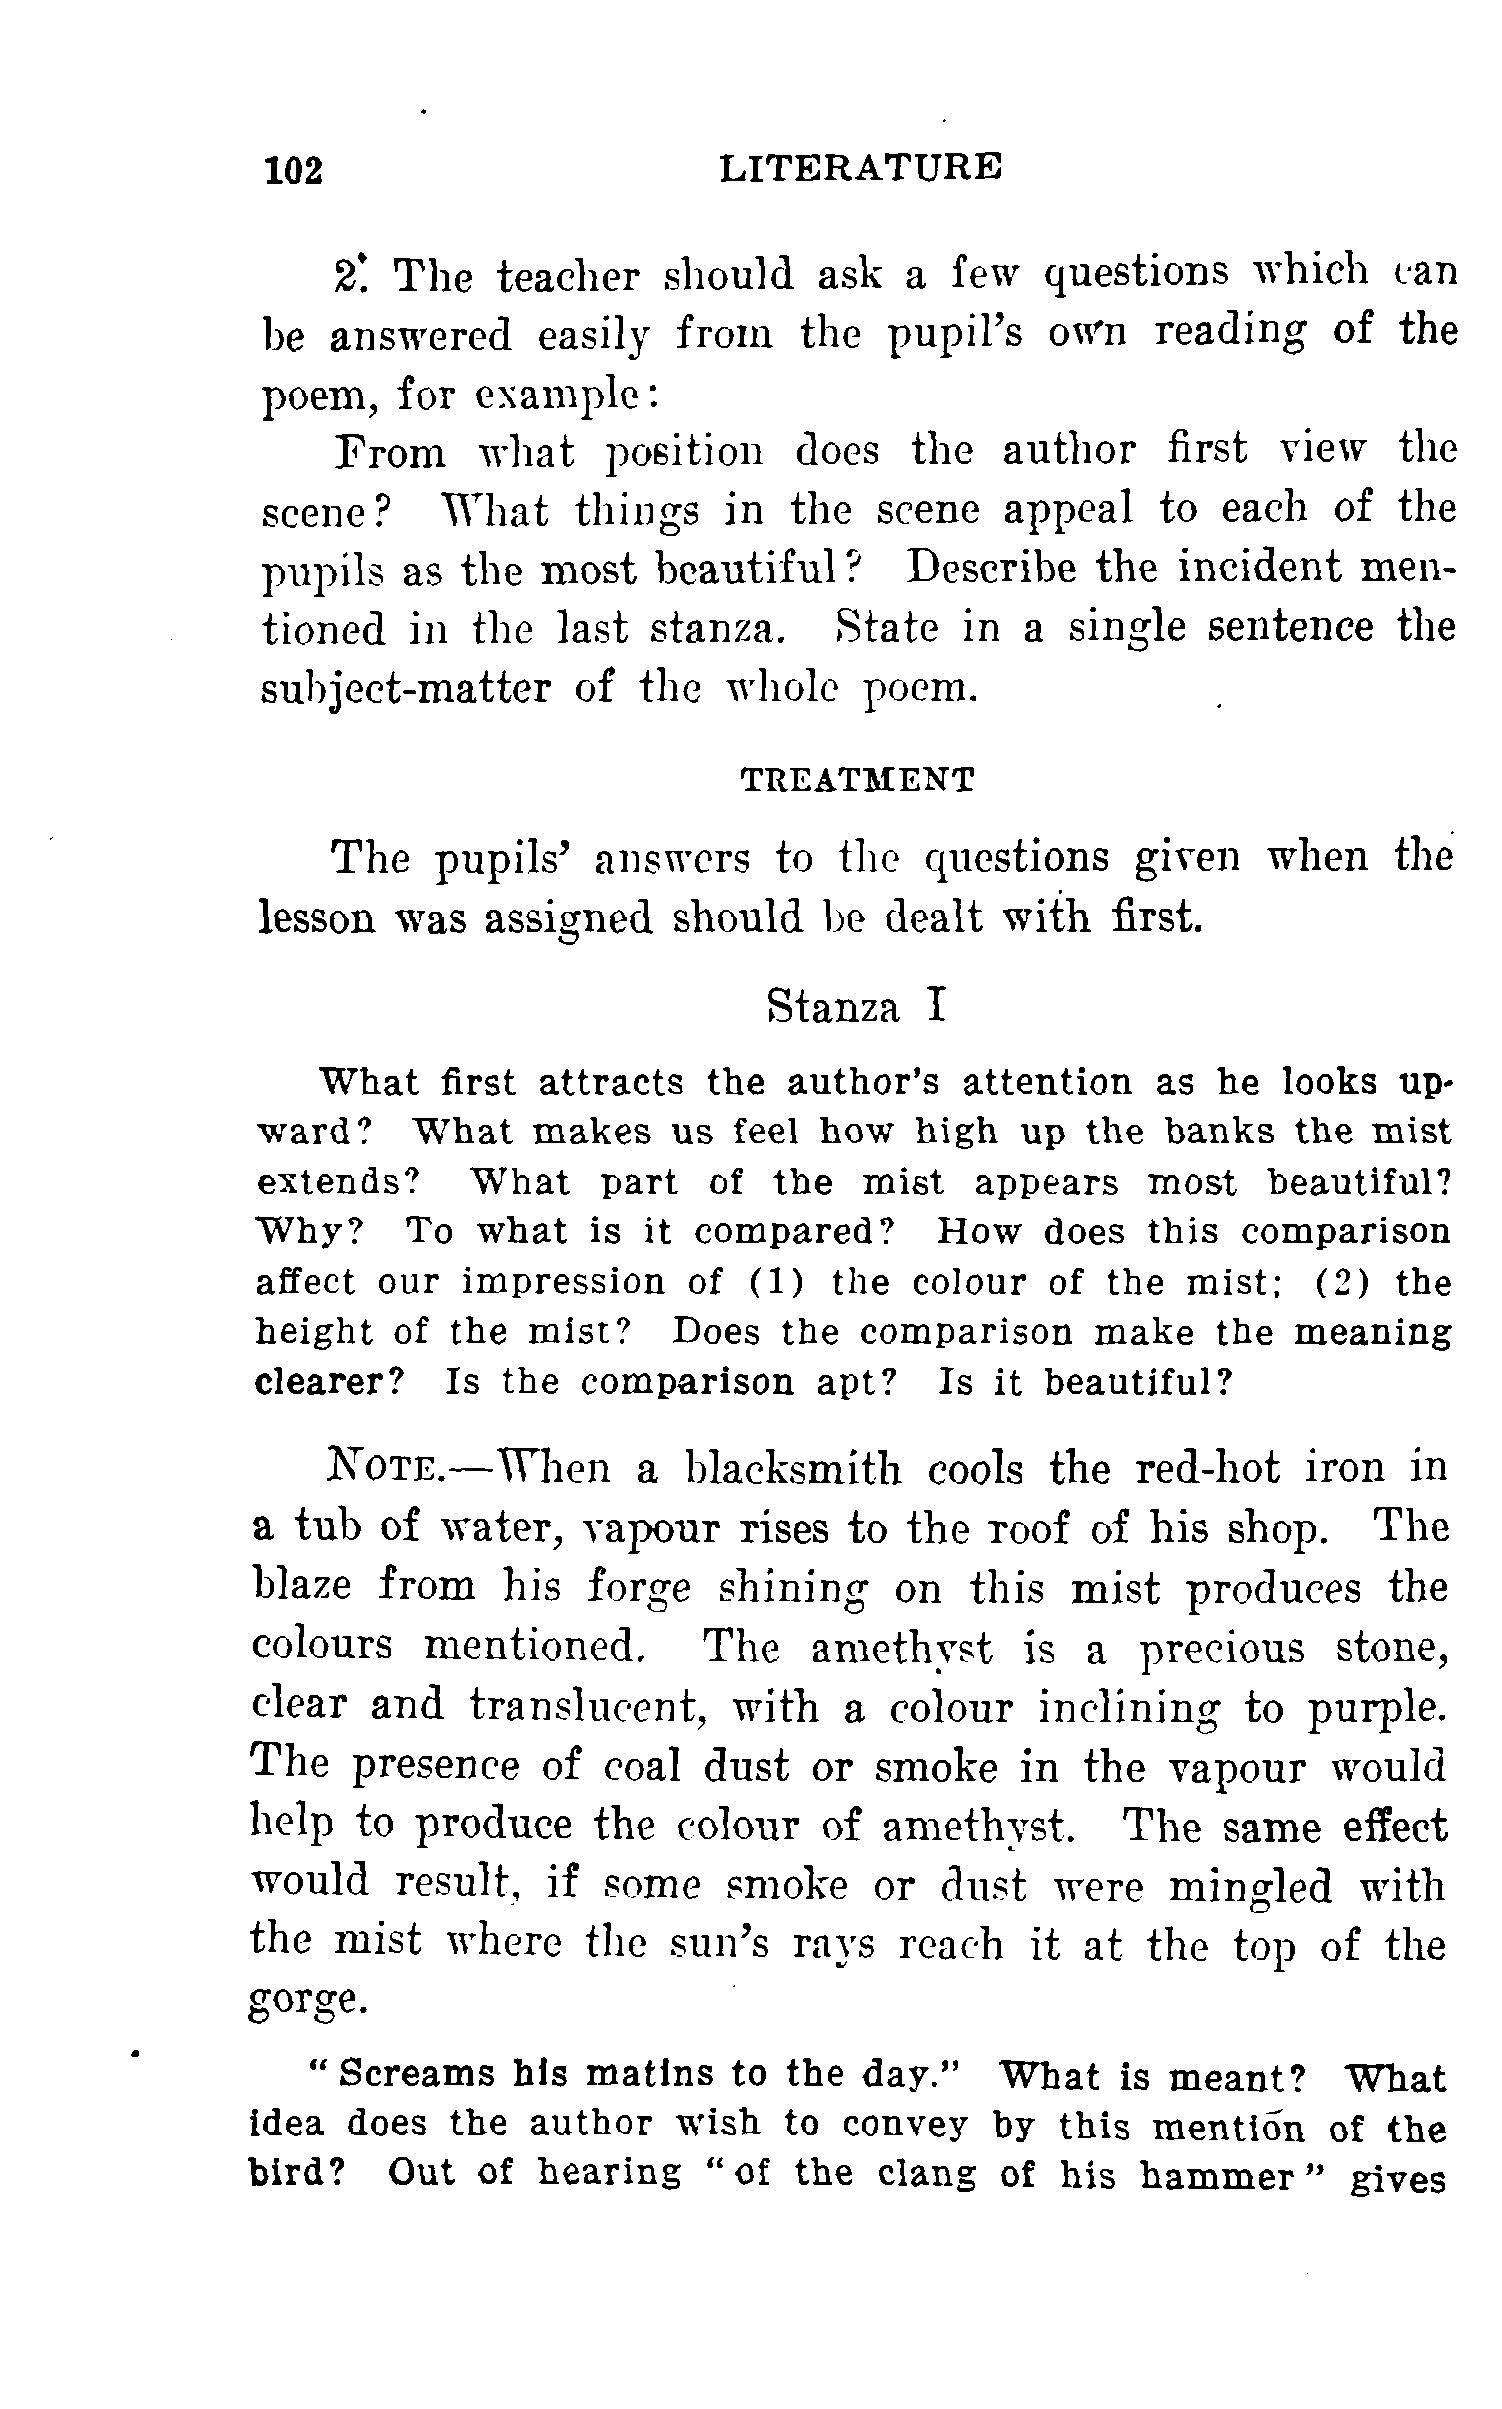 102 LITERATURE
2. The teacher should ask a few questions which can
be answered easily from the pupil's own reading of the
poem, for example:
From what position does the author first view the
scene? What things in the scene appeal to each of the
pupils as the most beautiful? Describe the incident men-
tioned in the last stanza. State in a single sentence the
subject-matter of the whole poem.
TREATMENT
The pupils' answers to the questions given when the
lesson was assigned should be dealt with first.
Stanza I
What first attracts the author's attention as he looks up-
ward? What makes us feel how high up the banks the mist
extends? What part of the mist appears most beautiful?
Why? To what is it compared? How does this comparison
affect our impression of (1) the colour of the mist; (2) the
height of the mist? Does the comparison make the meaning
clearer? Is the comparison apt? Is it beautiful?
NOTE.—When a blacksmith cools the red-hot iron in
a tub of water, vapour rises to the roof of his shop. The
blaze from his forge shining on this mist produces the
colours mentioned. The amethyst is a precious stone,
clear and translucent, with a colour inclining to purple.
The presence of coal dust or smoke in the vapour would
help to produce the colour of amethyst. The same effect
would result, if some smoke or dust were mingled with
the mist where the sun's rays reach it at the top of the
gorge.
"Screams his matins to the day." What is meant? What
idea does the author wish to convey by this mention of the
bird? Out of hearing "of the clang of his hammer" gives